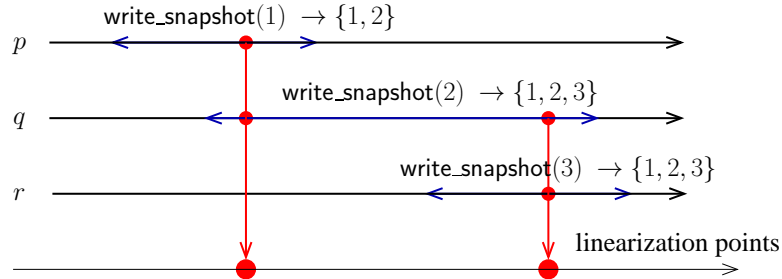 write_snapshot(1) → {1, 2}
p
write_snapshot(2) → {1, 2, 3}
q
write_snapshot(3) → {1, 2, 3}
r
linearization points